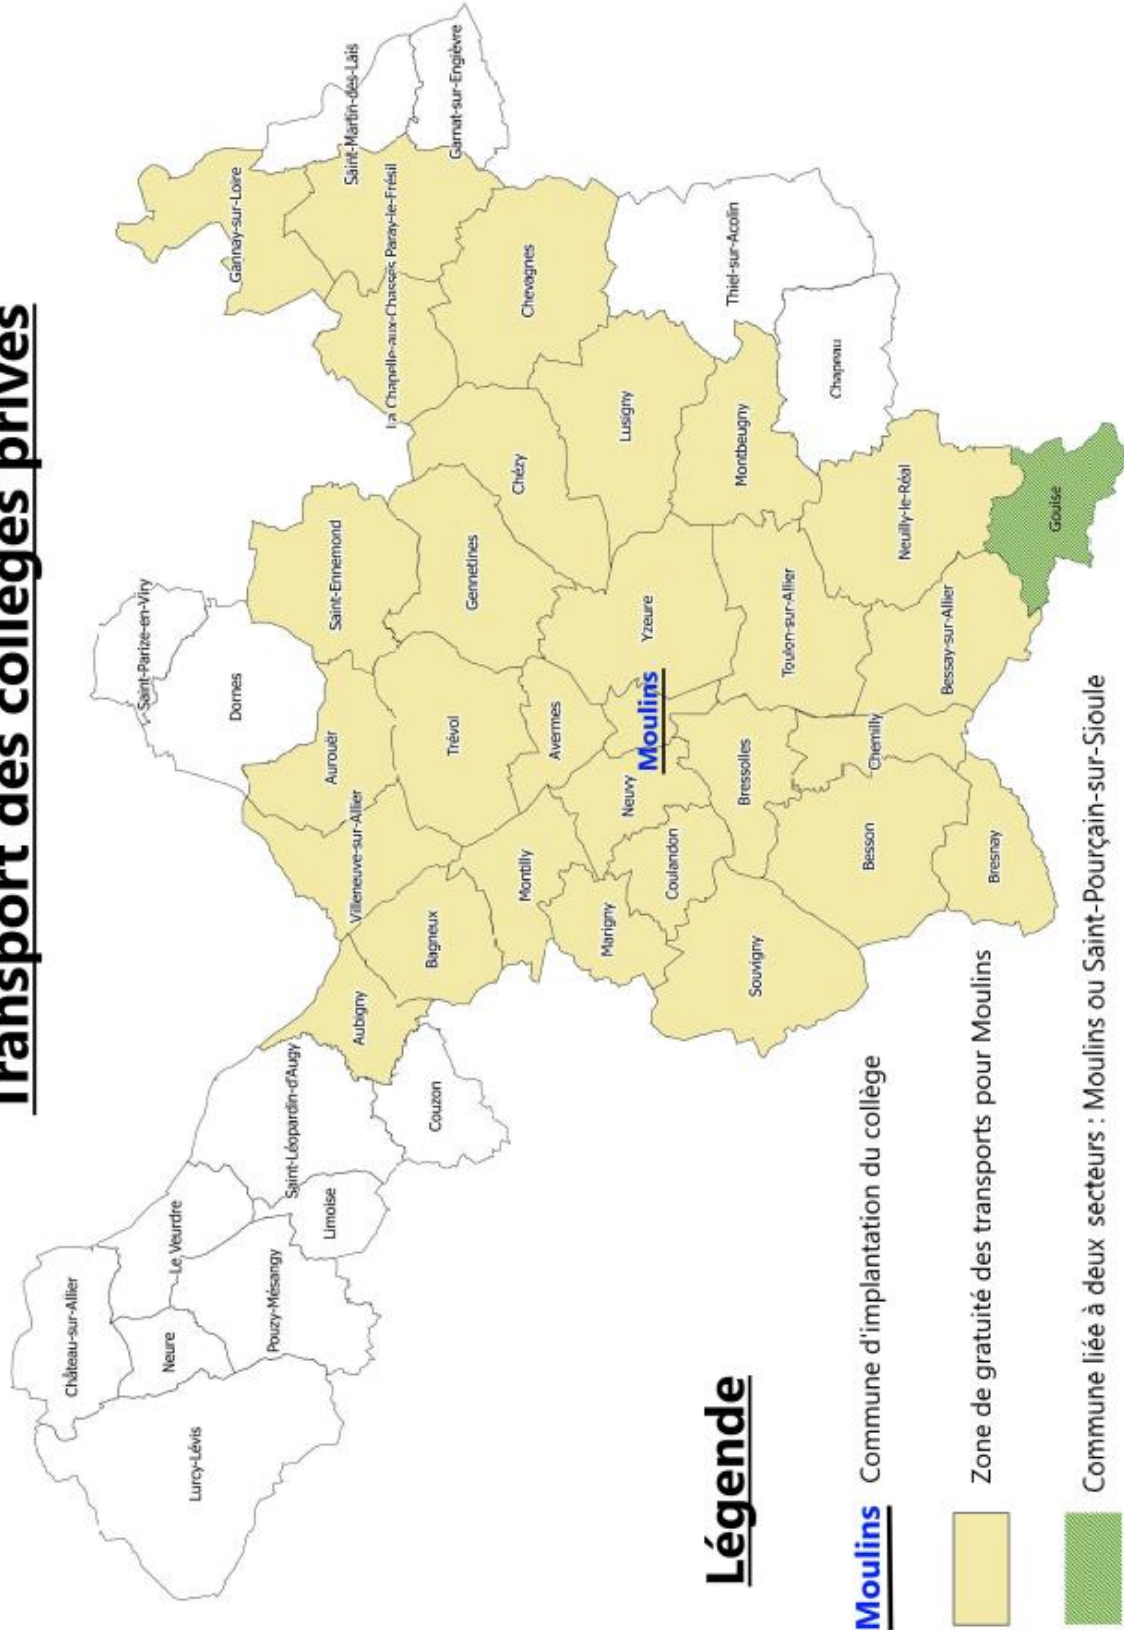 Transport des collèges privés
Saint-Parize-en-Viry
Dornes
Gannay-sur-Loire
Saint-Martin-des-Lais
Garnat-sur-Engièvre
La Chapelle-aux-Chasses
Paray-le-Frésil
Château-sur-Allier
Le Veurdre
Neure
Lurcy-Lévis
Pouzy-Mésangy
Saint-Léopardin-d'Augy
Limoise
Couzon
Aubigny
Villeneuve-sur-Allier
Aurouër
Saint-Ennemond
Bagneux
Trévol
Gennetines
Chézy
Chevagnes
Montilly
Avermes
Marigny
Neuvy
Moulins
Yzeure
Lusigny
Coulandon
Thiel-sur-Acolin
Souvigny
Bressolles
Toulon-sur-Allier
Montbeugny
Chapeau
Besson
Chemilly
Neuilly-le-Réal
Bessay-sur-Allier
Bresnay
Gouise
Légende
Moulins Commune d'implantation du collège
Zone de gratuité des transports pour Moulins
Commune liée à deux secteurs : Moulins ou Saint-Pourçain-sur-Sioule